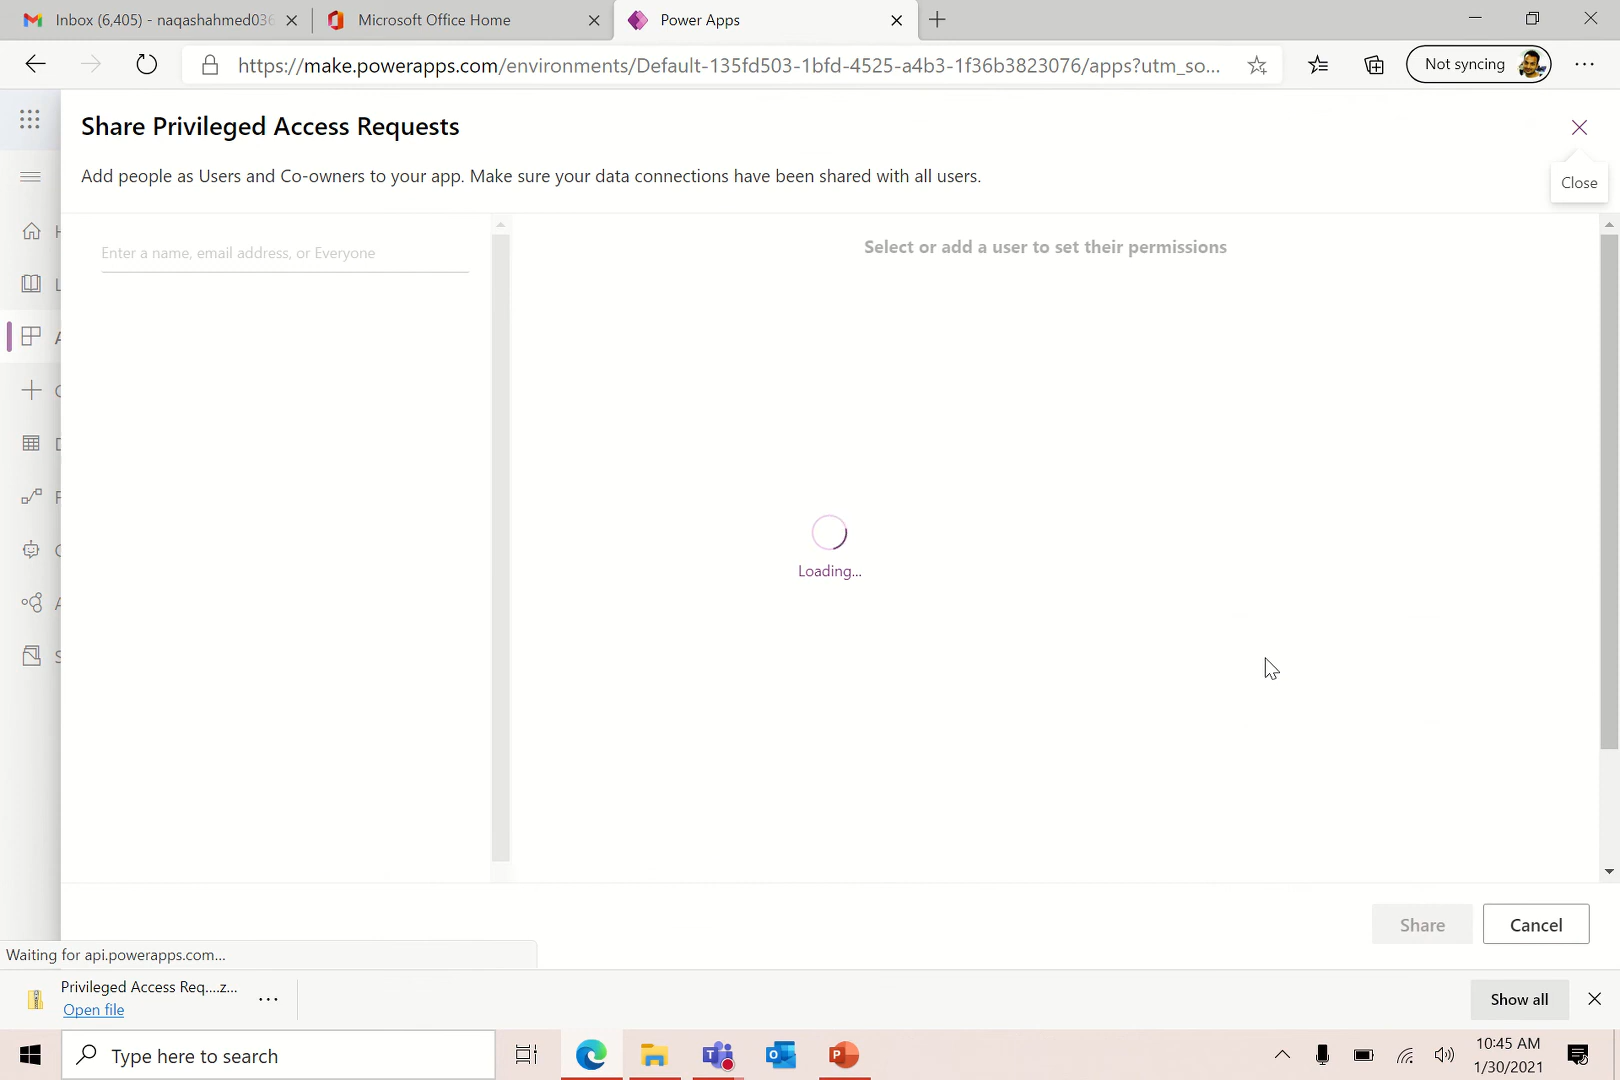 Inbox (6,405) - naqashahmed036
Microsoft Office Home
Power Apps
https://make.powerapps.com/environments/Default-135fd503-1bfd-4525-a4b3-1f36b3823076/apps?utm_so...
Not syncing
Share Privileged Access Requests
Add people as Users and Co-owners to your app. Make sure your data connections have been shared with all users.
Close
Enter a name, email address, or Everyone
Select or add a user to set their permissions
Loading...
Share
Cancel
Waiting for api.powerapps.com...
Privileged Access Req....z...
Open file
Show all
Type here to search
10:45 AM
1/30/2021